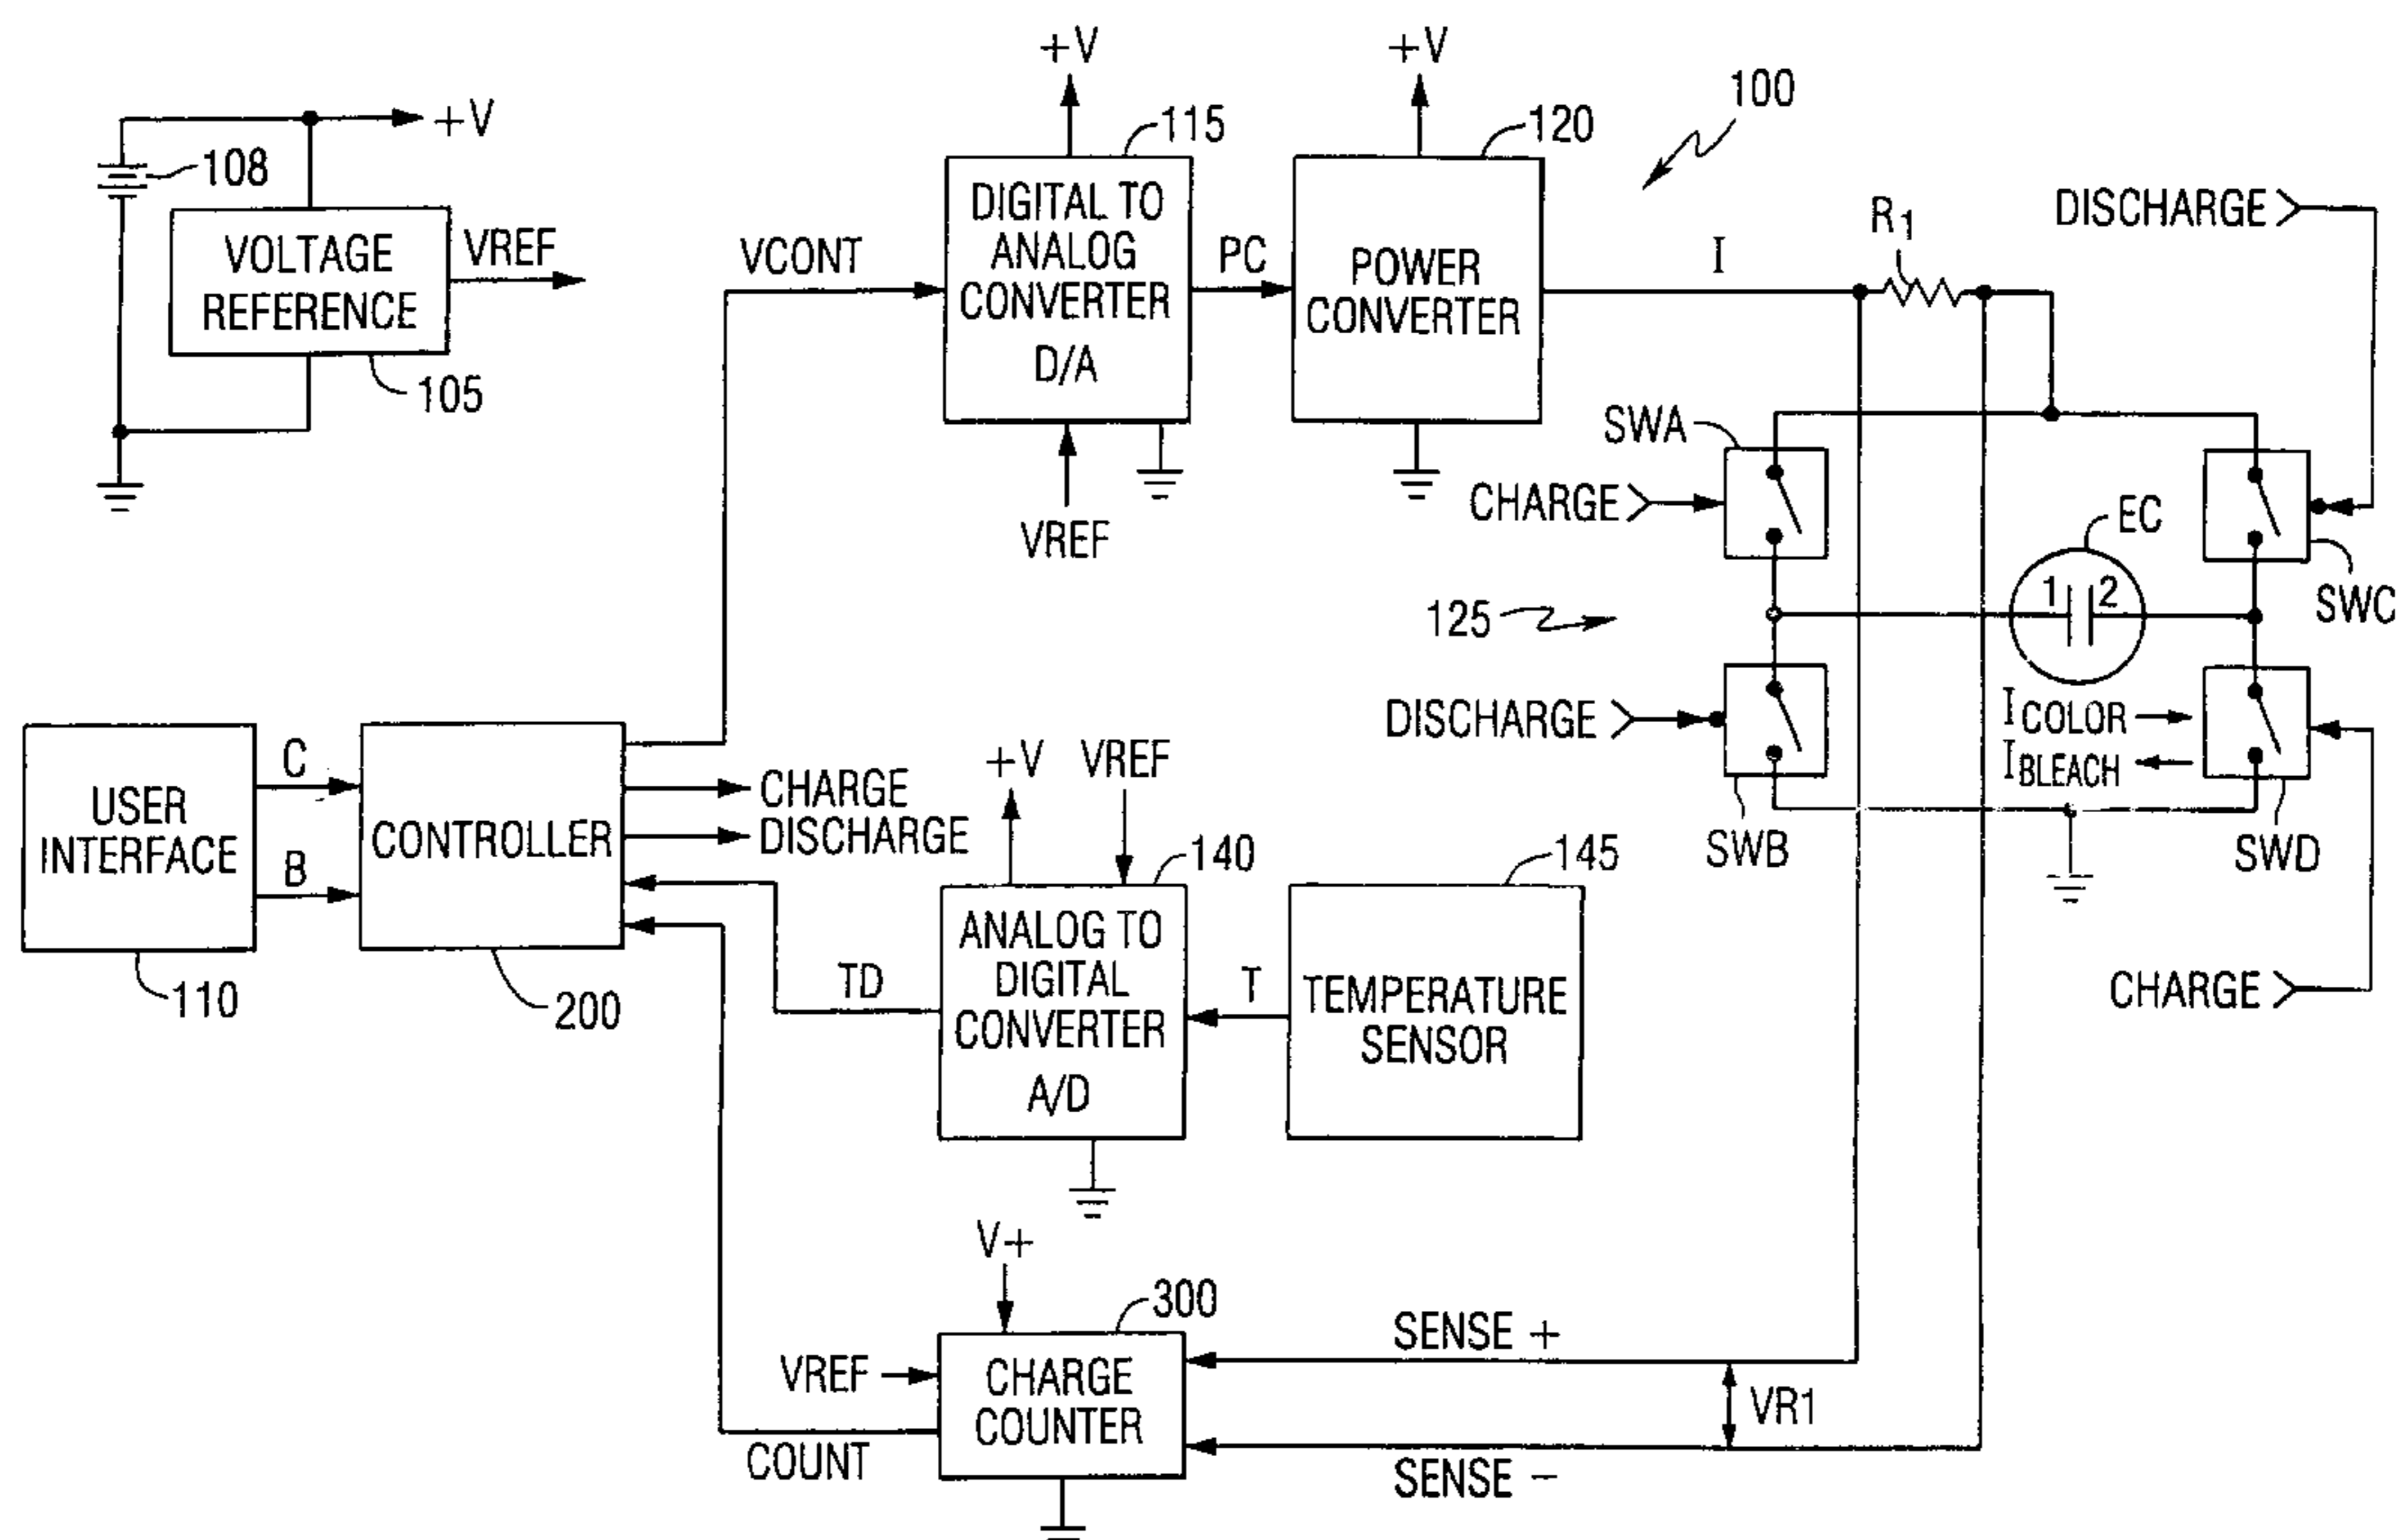 +V
108
VOLTAGE
REFERENCE
VREF
105
+V
115
DIGITAL TO
ANALOG
CONVERTER
D/A
VCONT
VREF
PC
+V
120
POWER
CONVERTER
100
I
R1
DISCHARGE
SWA
CHARGE
EC
1 2
SWC
125
DISCHARGE
SWB
I COLOR
I BLEACH
SWD
CHARGE
USER
INTERFACE
110
C
B
CONTROLLER
200
CHARGE
DISCHARGE
+V
VREF
140
ANALOG TO
DIGITAL
CONVERTER
A/D
TD
T
145
TEMPERATURE
SENSOR
V+
300
VREF
CHARGE
COUNTER
COUNT
SENSE +
VR1
SENSE −